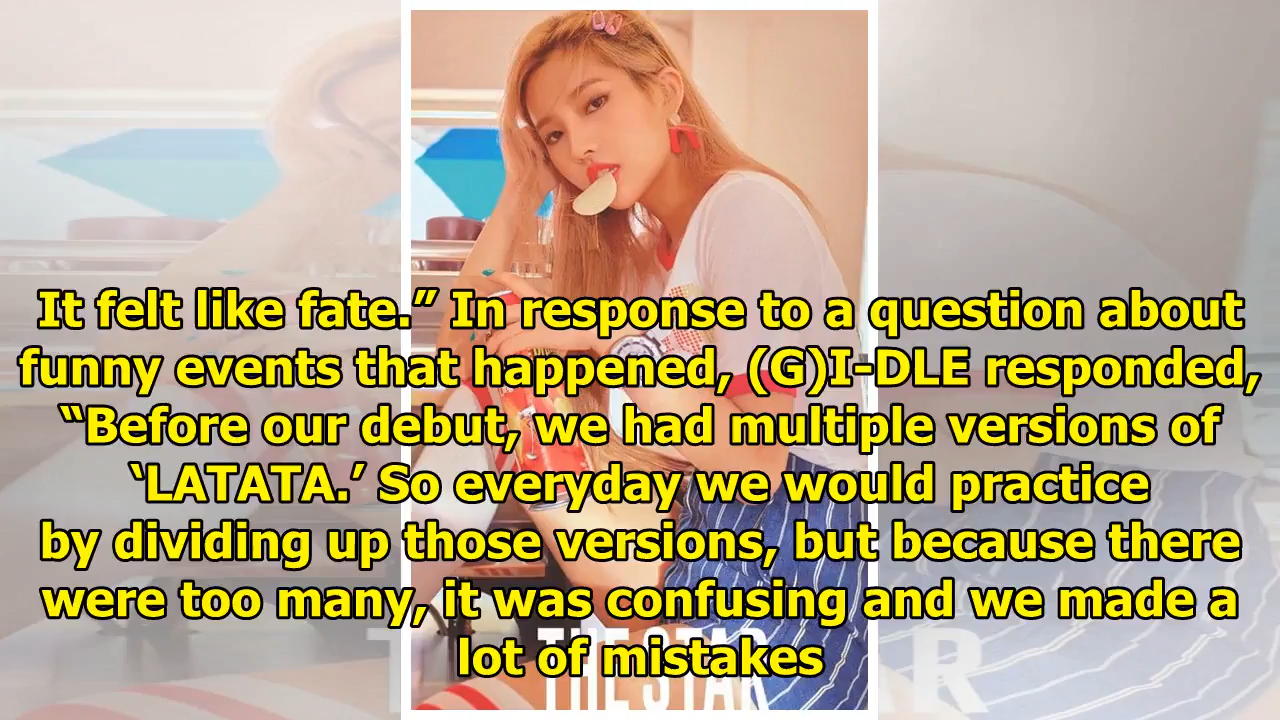 It felt like fate.” In response to a question about
funny events that happened, (G)I-DLE responded,
“Before our debut, we had multiple versions of
‘LATATA.’ So everyday we would practice
by dividing up those versions, but because there
were too many, it was confusing and we made a
lot of mistakes
THE STAR